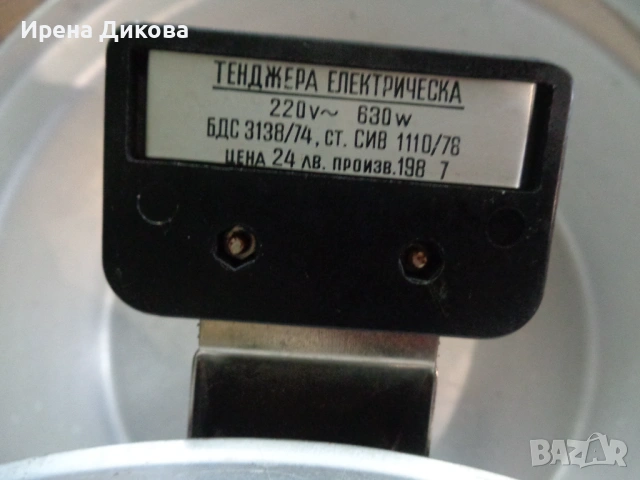 Ирена Дикова
ТЕНДЖЕРА ЕЛЕКТРИЧЕСКА
220V~ 630W
БДС 3138/74, СТ. СИВ 1110/78
ЦЕНА 24 ЛВ. ПРОИЗВ. 198 7
BAZAR